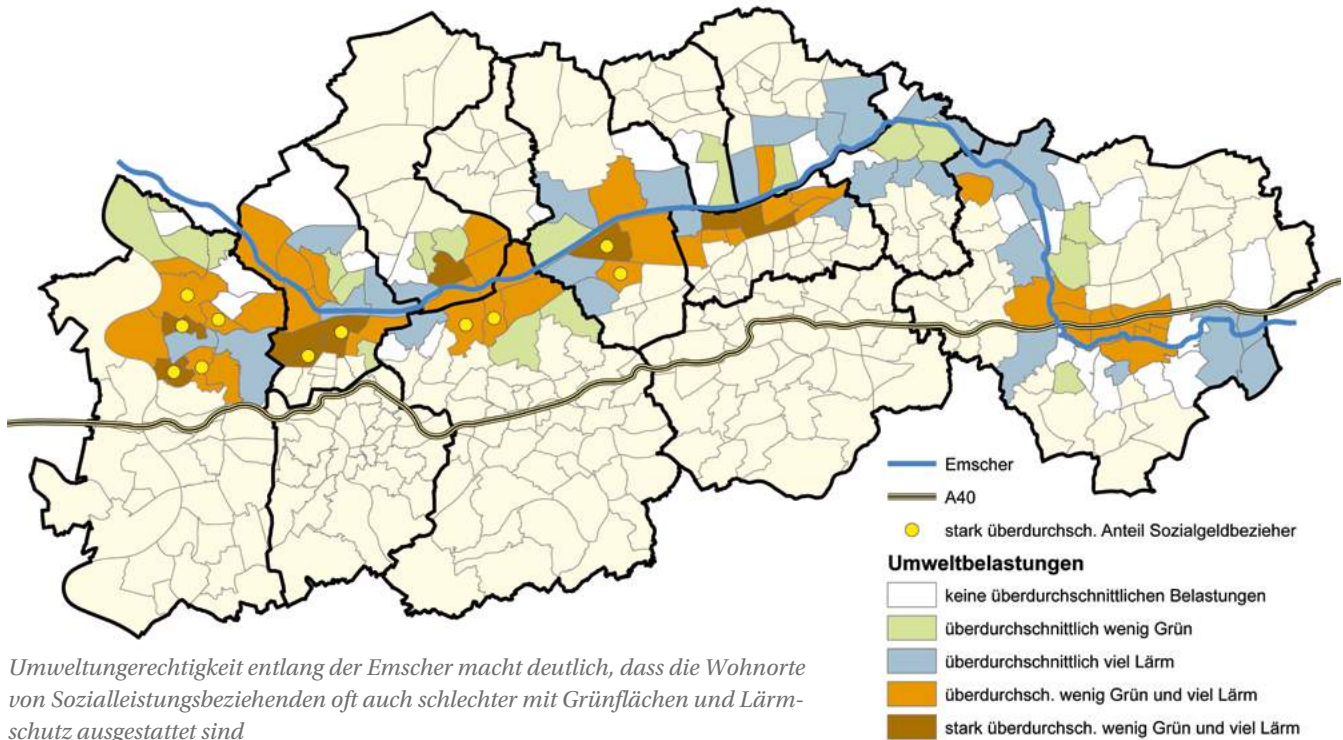 Emscher
A40
stark überdurchsch. Anteil Sozialgeldbezieher
Umweltbelastungen
keine überdurchschnittlichen Belastungen
überdurchschnittlich wenig Grün
überdurchschnittlich viel Lärm
überdurchsch. wenig Grün und viel Lärm
stark überdurchsch. wenig Grün und viel Lärm
Umweltungerechtigkeit entlang der Emscher macht deutlich, dass die Wohnorte
von Sozialleistungsbeziehenden oft auch schlechter mit Grünflächen und Lärm-
schutz ausgestattet sind